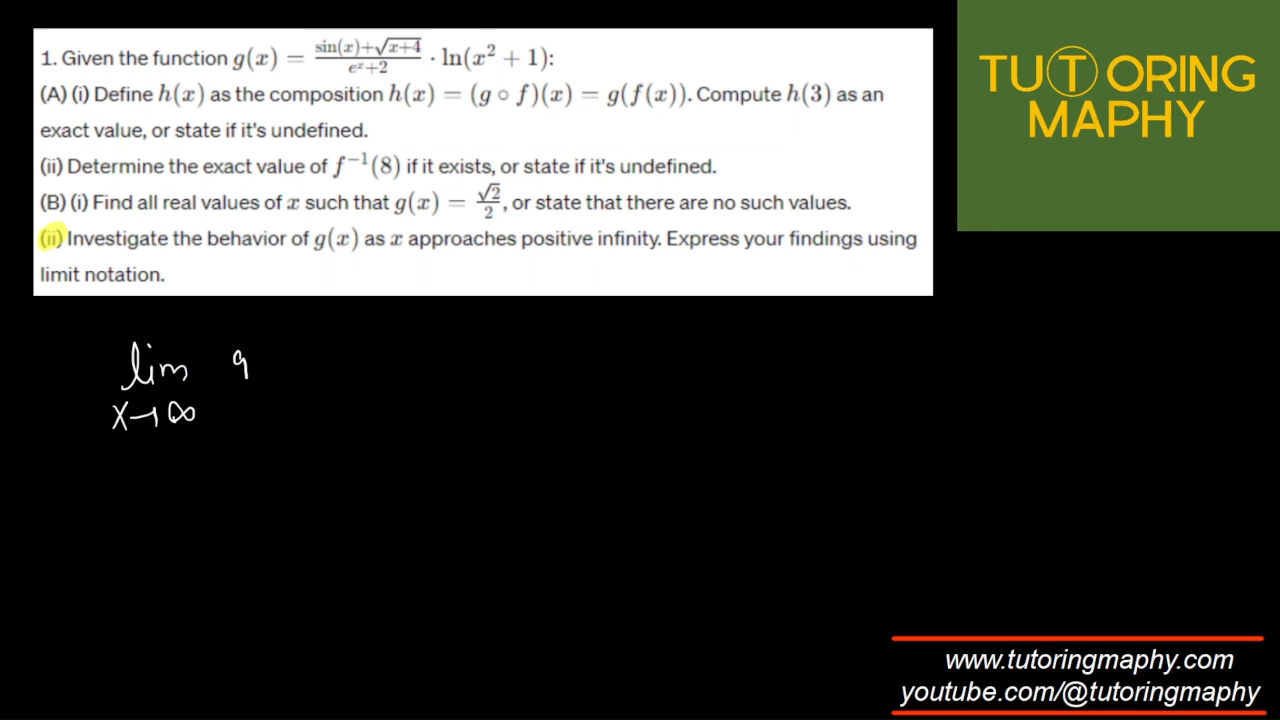 1. Given the function g(x) = \frac{sin(x)+\sqrt{x+4}}{e^x+2} · ln(x² + 1):
(A) (i) Define h(x) as the composition h(x) = (g ∘ f)(x) = g(f(x)). Compute h(3) as an
exact value, or state if it's undefined.
(ii) Determine the exact value of f⁻¹(8) if it exists, or state if it's undefined.
(B) (i) Find all real values of x such that g(x) = \frac{\sqrt{2}}{2}, or state that there are no such values.
(ii) Investigate the behavior of g(x) as x approaches positive infinity. Express your findings using
limit notation.
TUTORING
MAPHY
lim g
x→∞
www.tutoringmaphy.com
youtube.com/@tutoringmaphy